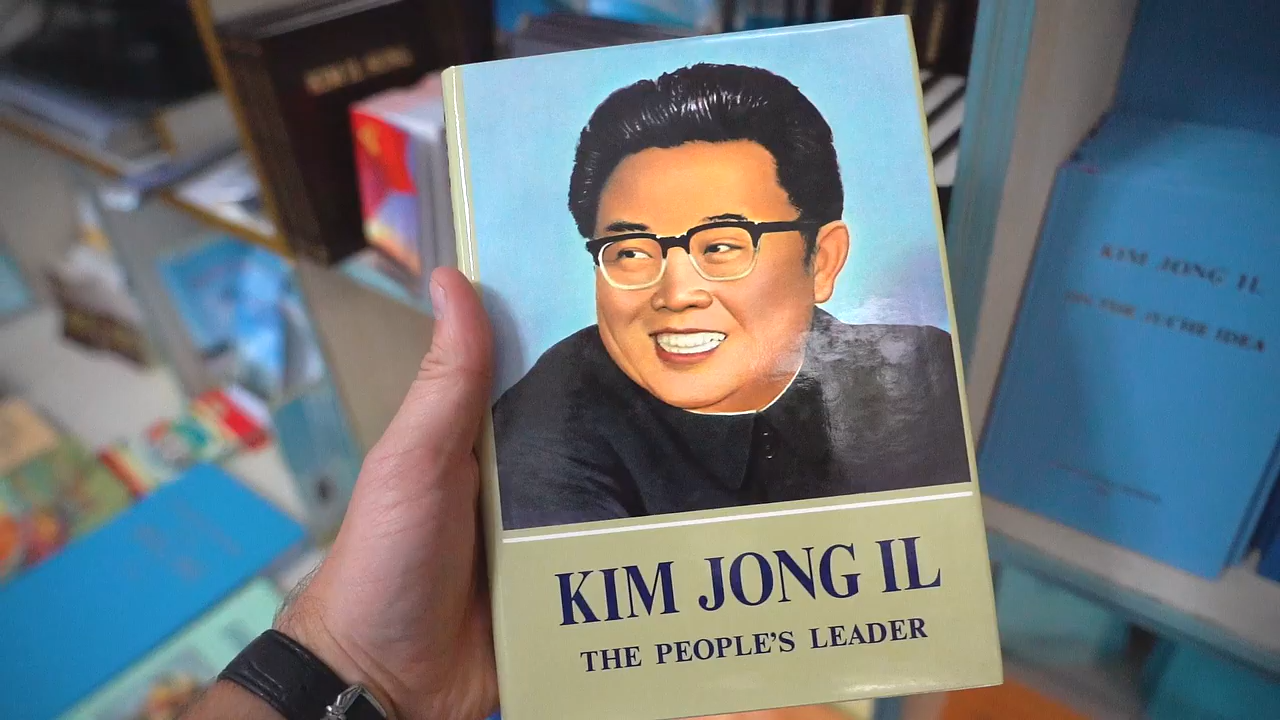 KIM JONG IL
THE PEOPLE'S LEADER
KIM JONG IL
ON THE JUCHE IDEA